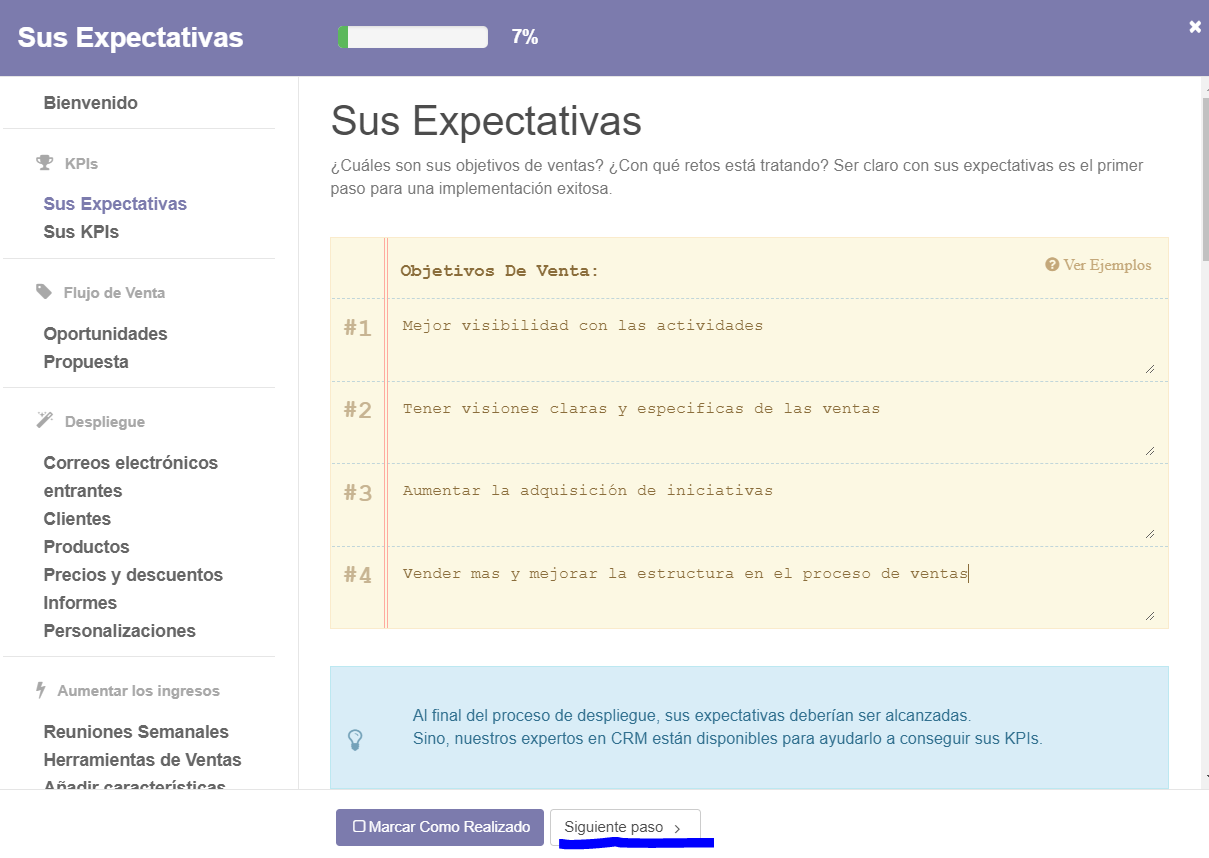 Sus Expectativas
7%
Bienvenido
KPIs
Sus Expectativas
Sus KPIs
Flujo de Venta
Oportunidades
Propuesta
Despliegue
Correos electrónicos
entrantes
Clientes
Productos
Precios y descuentos
Informes
Personalizaciones
Aumentar los ingresos
Reuniones Semanales
Herramientas de Ventas
Añadir características
Sus Expectativas
¿Cuáles son sus objetivos de ventas? ¿Con qué retos está tratando? Ser claro con sus expectativas es el primer
paso para una implementación exitosa.
Objetivos De Venta:
Ver Ejemplos
#1 Mejor visibilidad con las actividades
#2 Tener visiones claras y especificas de las ventas
#3 Aumentar la adquisición de iniciativas
#4 Vender mas y mejorar la estructura en el proceso de ventas
Al final del proceso de despliegue, sus expectativas deberían ser alcanzadas.
Sino, nuestros expertos en CRM están disponibles para ayudarlo a conseguir sus KPIs.
Marcar Como Realizado
Siguiente paso